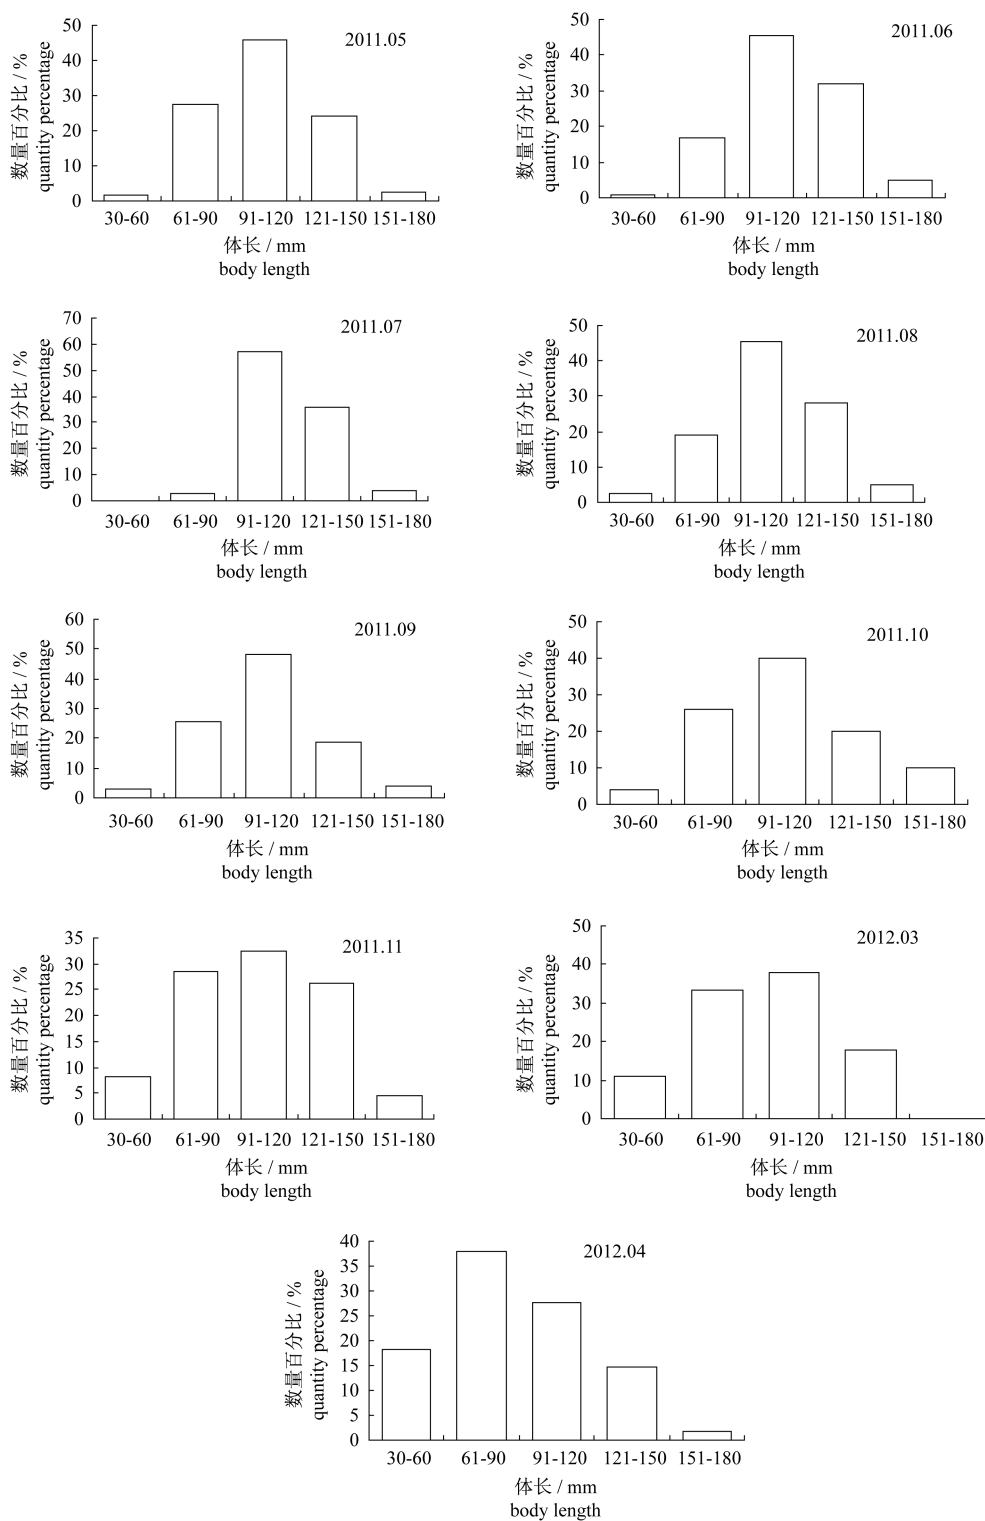 2011.05
数量百分比 / %
quantity percentage
50
40
30
20
10
0
30-60 61-90 91-120 121-150 151-180
体长 / mm
body length
2011.06
数量百分比 / %
quantity percentage
50
40
30
20
10
0
30-60 61-90 91-120 121-150 151-180
体长 / mm
body length
2011.07
数量百分比 / %
quantity percentage
70
60
50
40
30
20
10
0
30-60 61-90 91-120 121-150 151-180
体长 / mm
body length
2011.08
数量百分比 / %
quantity percentage
50
40
30
20
10
0
30-60 61-90 91-120 121-150 151-180
体长 / mm
body length
2011.09
数量百分比 / %
quantity percentage
60
50
40
30
20
10
0
30-60 61-90 91-120 121-150 151-180
体长 / mm
body length
2011.10
数量百分比 / %
quantity percentage
50
40
30
20
10
0
30-60 61-90 91-120 121-150 151-180
体长 / mm
body length
2011.11
数量百分比 / %
quantity percentage
35
30
25
20
15
10
5
0
30-60 61-90 91-120 121-150 151-180
体长 / mm
body length
2012.03
数量百分比 / %
quantity percentage
50
40
30
20
10
0
30-60 61-90 91-120 121-150 151-180
体长 / mm
body length
2012.04
数量百分比 / %
quantity percentage
40
35
30
25
20
15
10
5
0
30-60 61-90 91-120 121-150 151-180
体长 / mm
body length